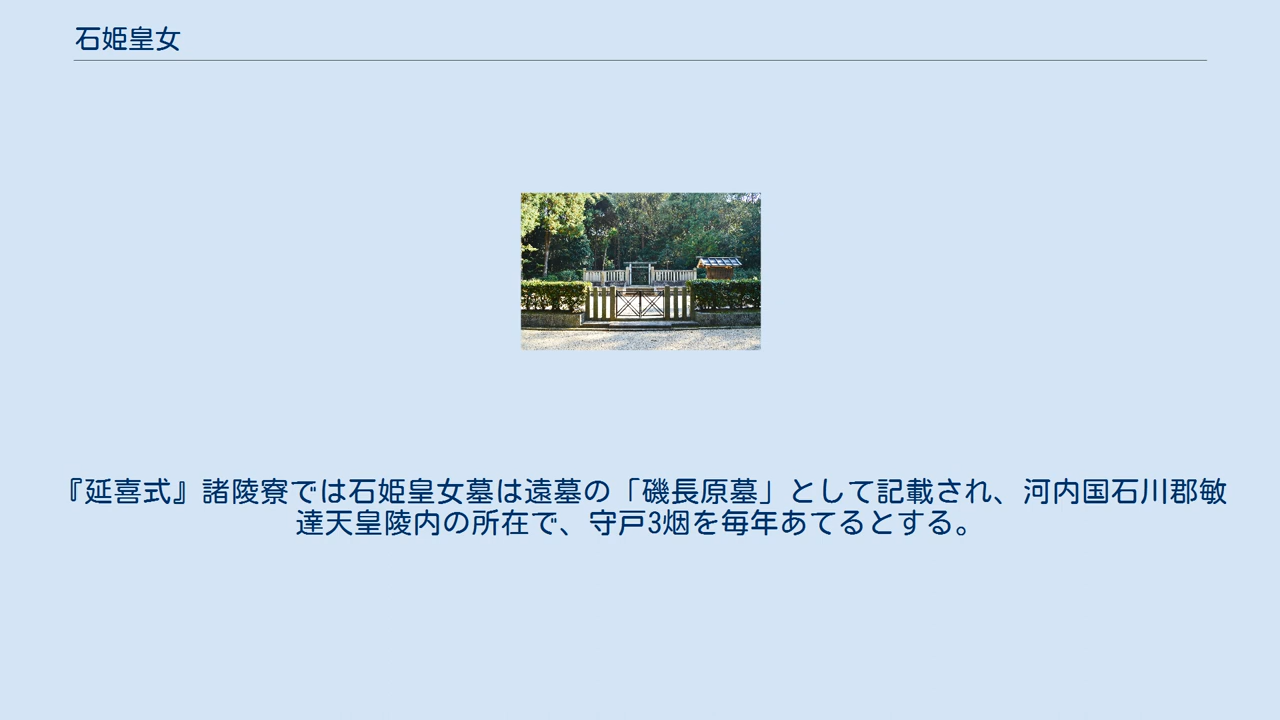 石姫皇女
『延喜式』諸陵寮では石姫皇女墓は遠墓の「磯長原墓」として記載され、河内国石川郡敏
達天皇陵内の所在で、守戸3烟を毎年あてるとする。